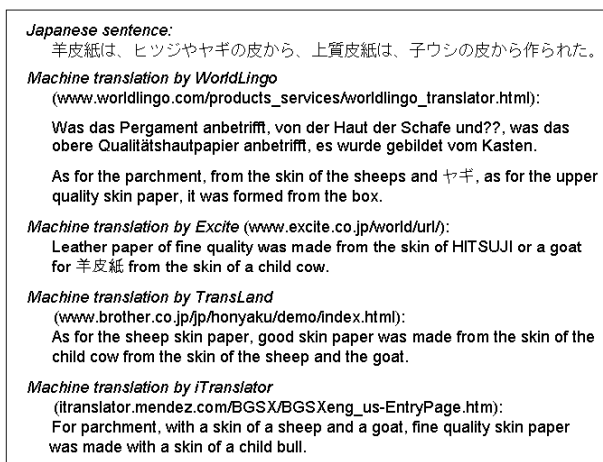 Japanese sentence:
羊皮紙は、ヒツジやヤギの皮から、上質皮紙は、子ウシの皮から作られた。
Machine translation by WorldLingo
(www.worldlingo.com/products_services/worldlingo_translator.html):
Was das Pergament anbetrifft, von der Haut der Schafe und??, was das
obere Qualitätshautpapier anbetrifft, es wurde gebildet vom Kasten.
As for the parchment, from the skin of the sheeps and ヤギ, as for the upper
quality skin paper, it was formed from the box.
Machine translation by Excite (www.excite.co.jp/world/url/):
Leather paper of fine quality was made from the skin of HITSUJI or a goat
for 羊皮紙 from the skin of a child cow.
Machine translation by TransLand
(www.brother.co.jp/jp/honyaku/demo/index.html):
As for the sheep skin paper, good skin paper was made from the skin of the
child cow from the skin of the sheep and the goat.
Machine translation by iTranslator
(itranslator.mendez.com/BGSX/BGSXeng_us-EntryPage.htm):
For parchment, with a skin of a sheep and a goat, fine quality skin paper
was made with a skin of a child bull.